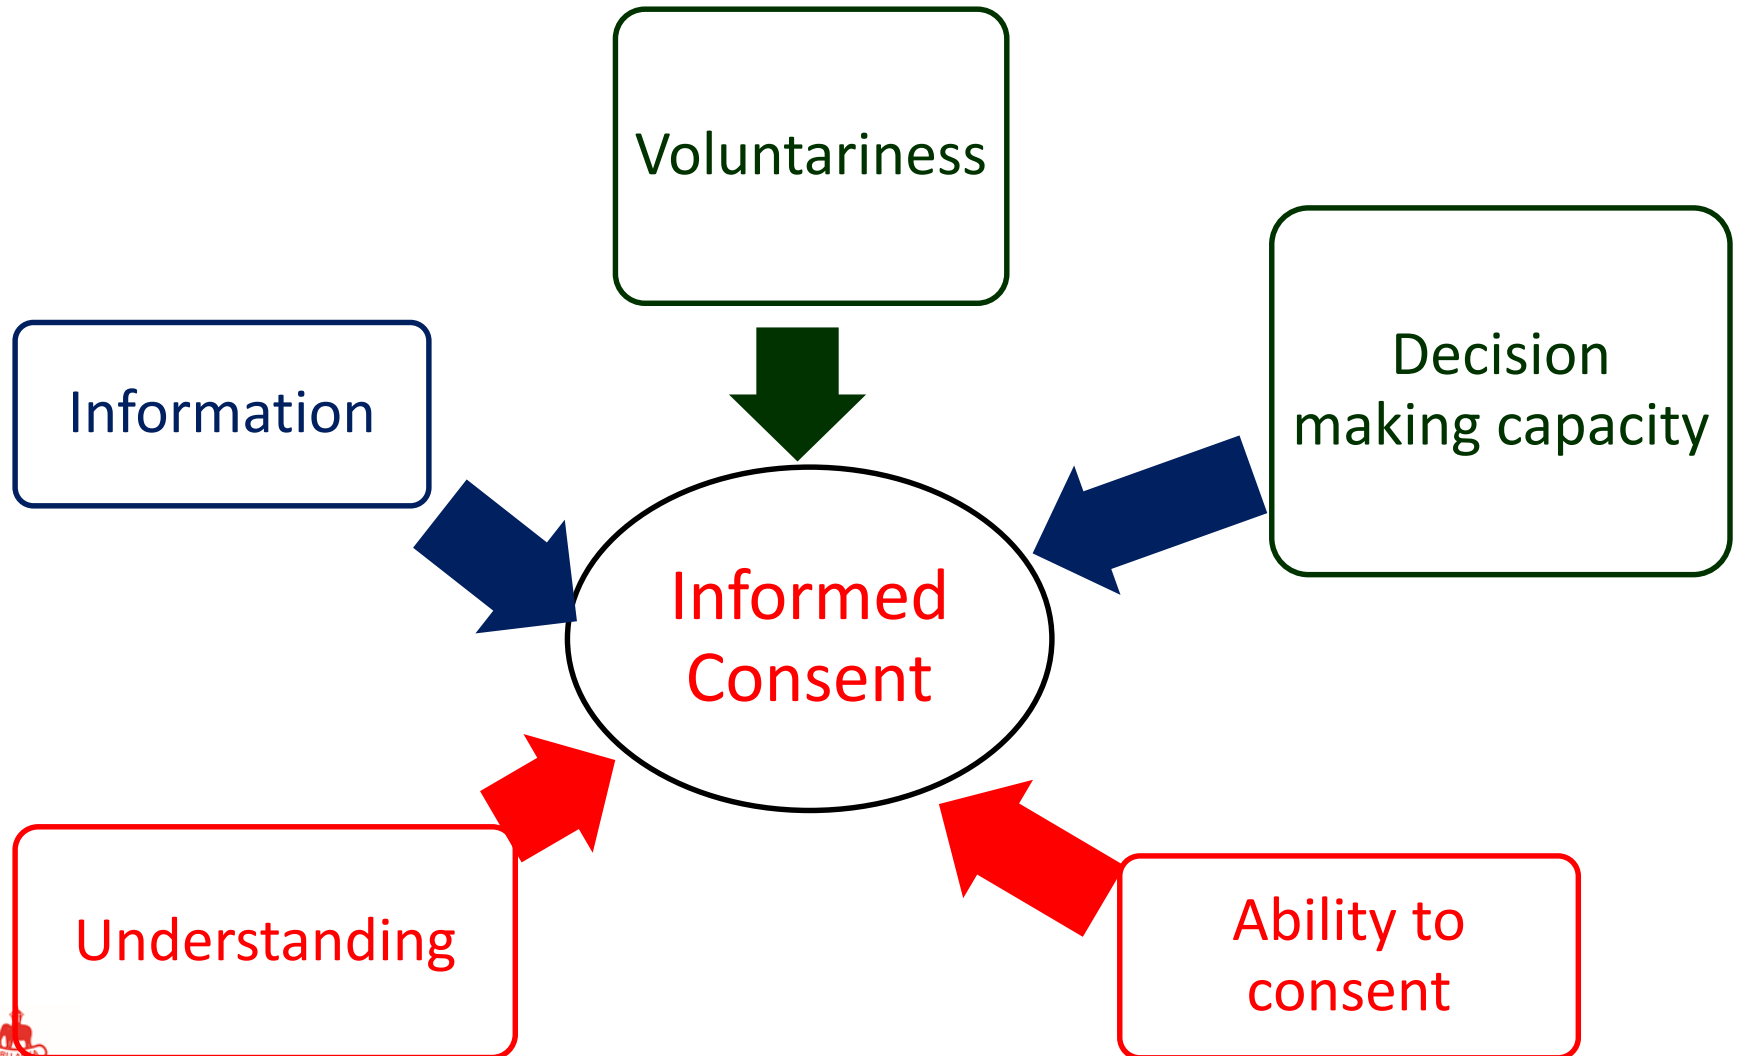 Voluntariness
Decision
making capacity
Information
Informed
Consent
Understanding
Ability to
consent